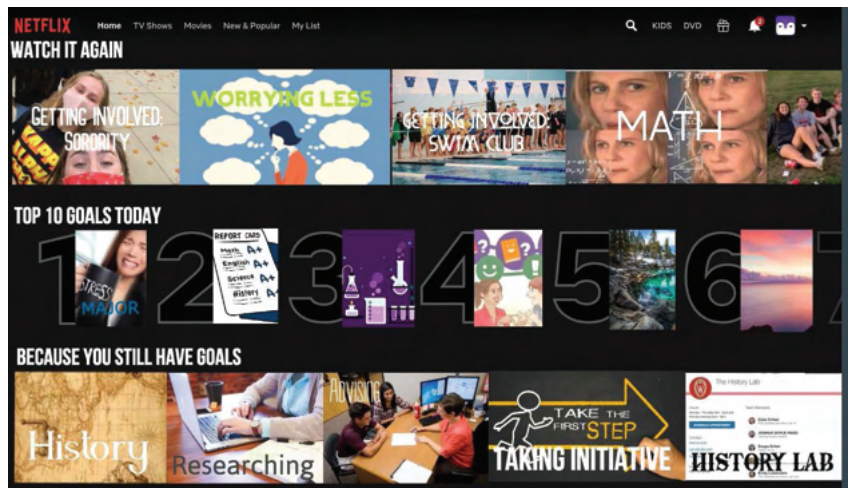 NETFLIX Home TV Shows Movies New & Popular My List KIDS DVD 2
WATCH IT AGAIN
GETTING INVOLVED:
SORORITY
WORRYING LESS
GETTING INVOLVED:
SWIM CLUB
MATH
TOP 10 GOALS TODAY
1 2 3 4 5 6 7
STRESS
MAJOR
REPORT CARD
Math A+
English A+
Science A+
History A+
BECAUSE YOU STILL HAVE GOALS
History
Researching
Advising
TAKE THE
FIRST STEP
TAKING INITIATIVE
The History Lab
HISTORY LAB